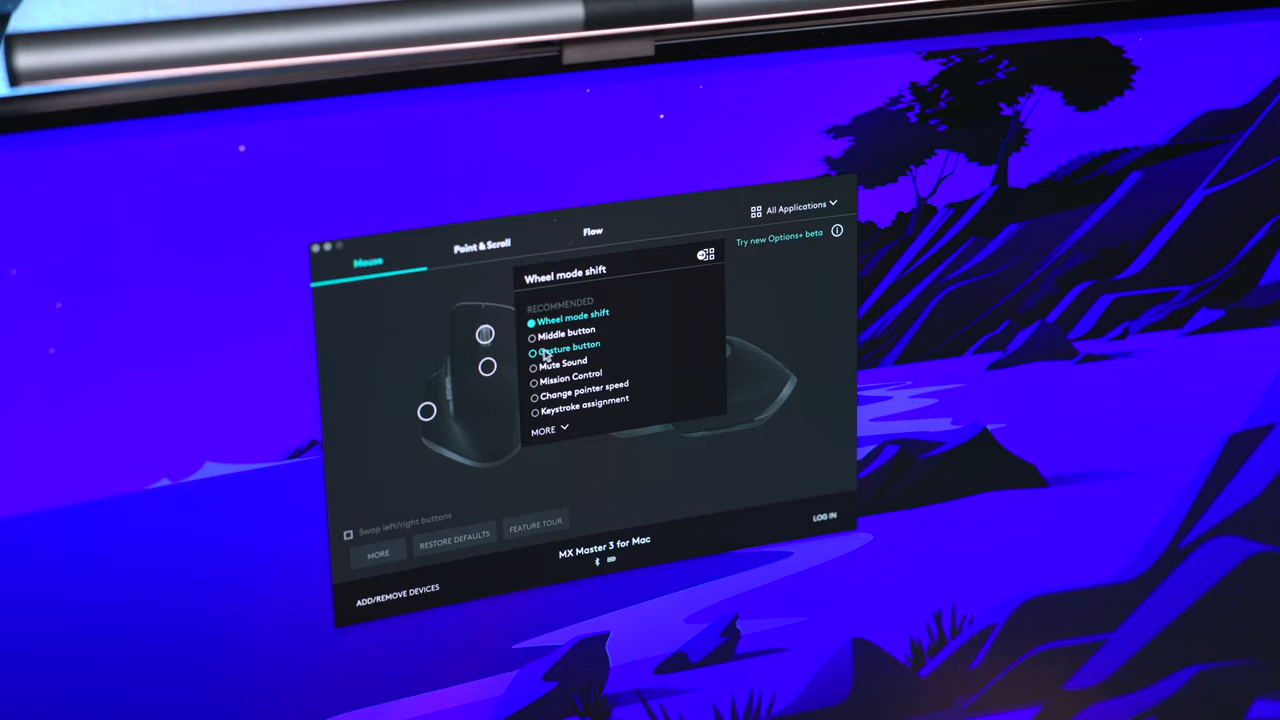 All Applications
Mouse
Point & Scroll
Flow
Try new Options+ beta
Wheel mode shift
RECOMMENDED
Wheel mode shift
Middle button
Gesture button
Mute Sound
Mission Control
Change pointer speed
Keystroke assignment
MORE
Swap left/right buttons
MORE
RESTORE DEFAULTS
FEATURE TOUR
LOG IN
MX Master 3 for Mac
ADD/REMOVE DEVICES